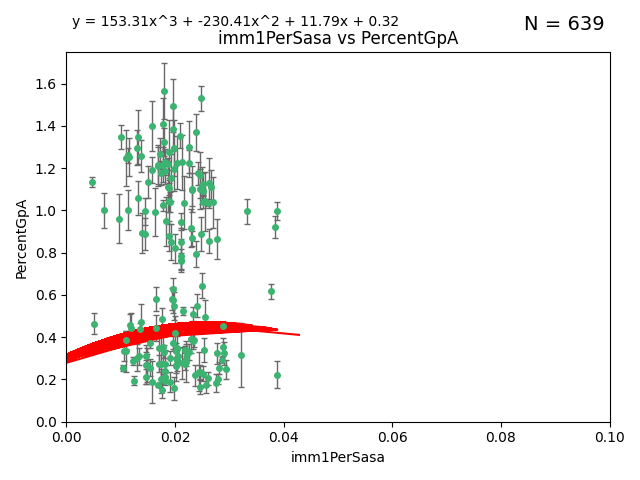 y = 153.31x^3 + -230.41x^2 + 11.79x + 0.32
N = 639
imm1PerSasa vs PercentGpA
PercentGpA
1.6
1.4
1.2
1.0
0.8
0.6
0.4
0.2
0.0
0.00 0.02 0.04 0.06 0.08 0.10
imm1PerSasa